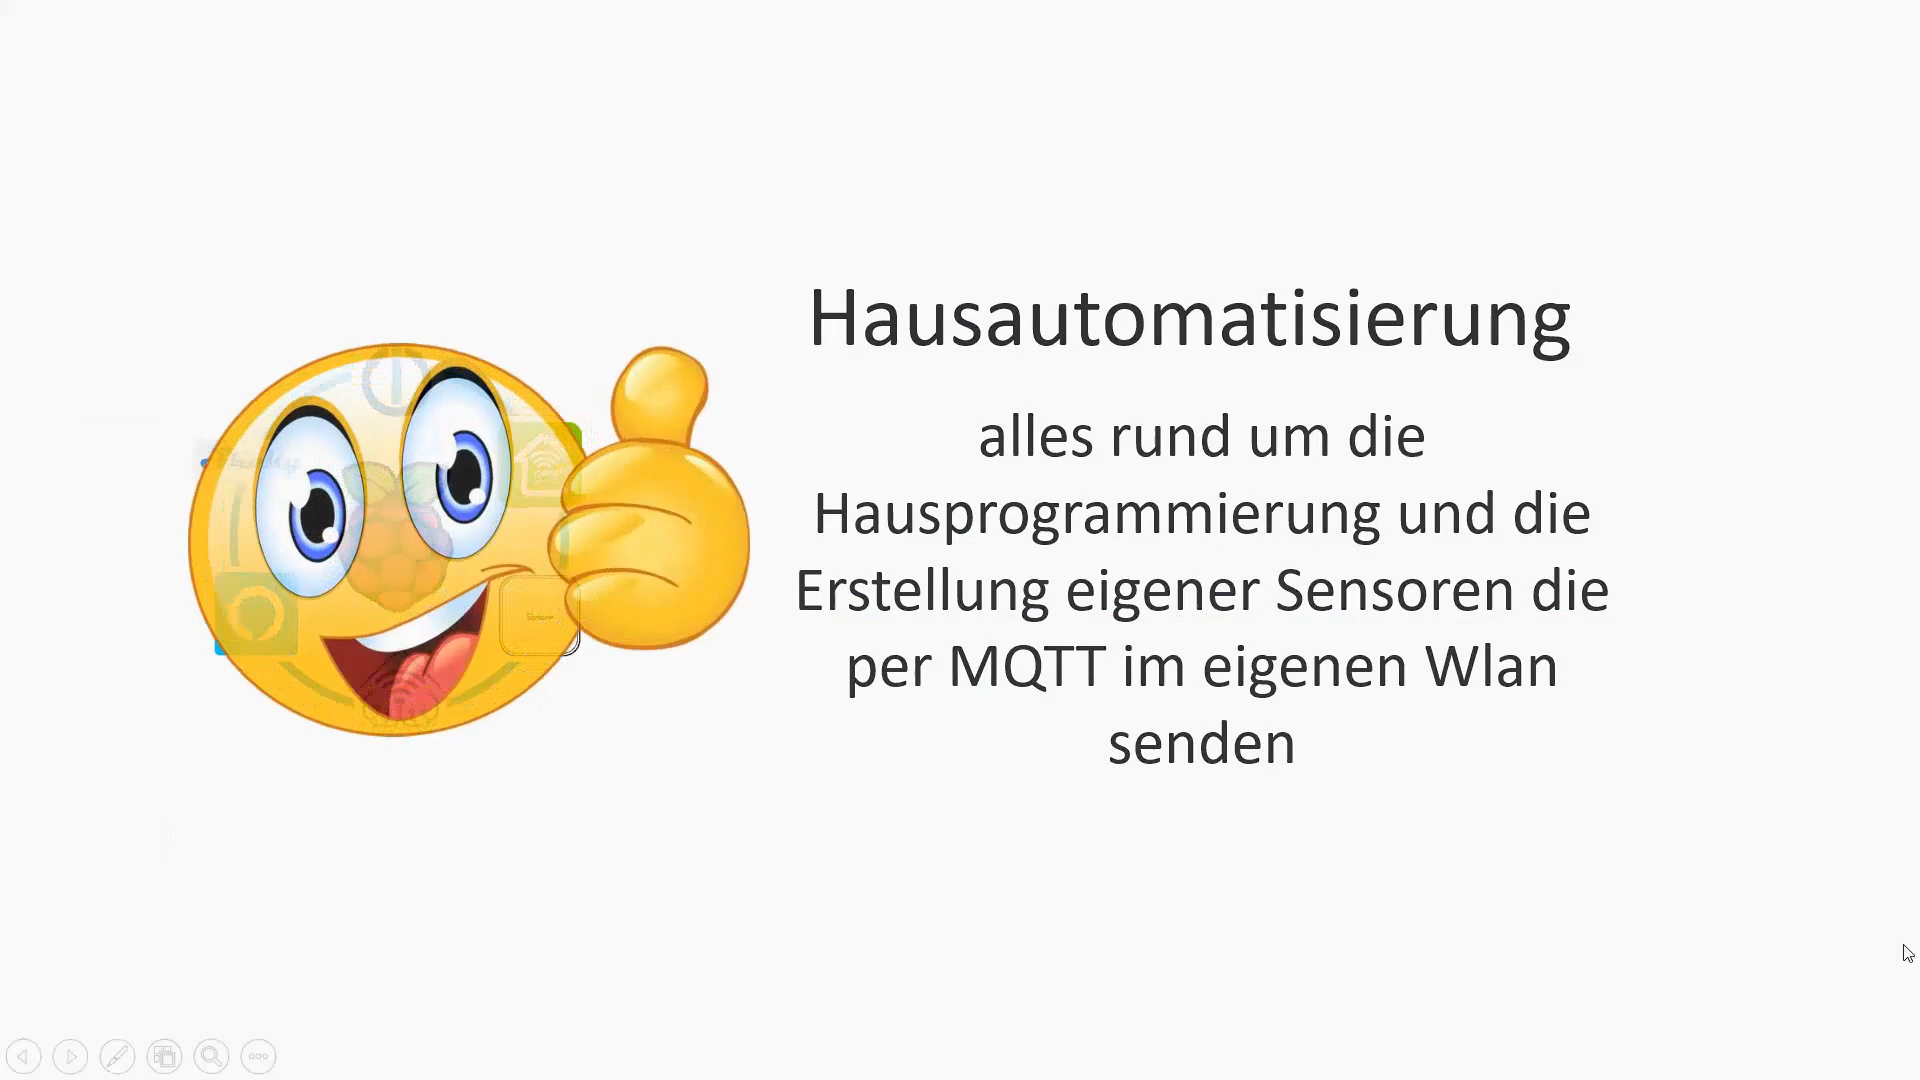 Hausautomatisierung
alles rund um die
Hausprogrammierung und die
Erstellung eigener Sensoren die
per MQTT im eigenen Wlan
senden